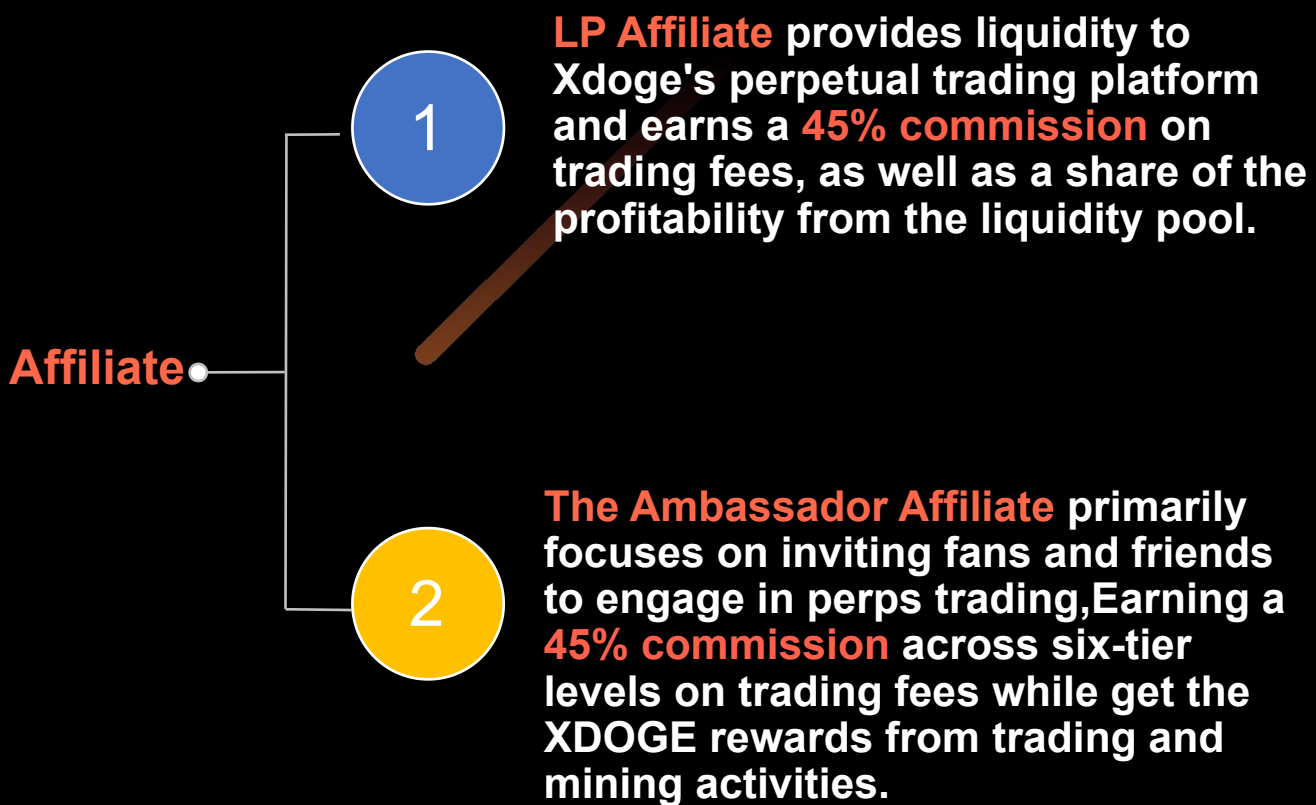 LP Affiliate provides liquidity to
Xdoge's perpetual trading platform
and earns a 45% commission on
trading fees, as well as a share of the
profitability from the liquidity pool.
1
Affiliate
2
The Ambassador Affiliate primarily
focuses on inviting fans and friends
to engage in perps trading,Earning a
45% commission across six-tier
levels on trading fees while get the
XDOGE rewards from trading and
mining activities.